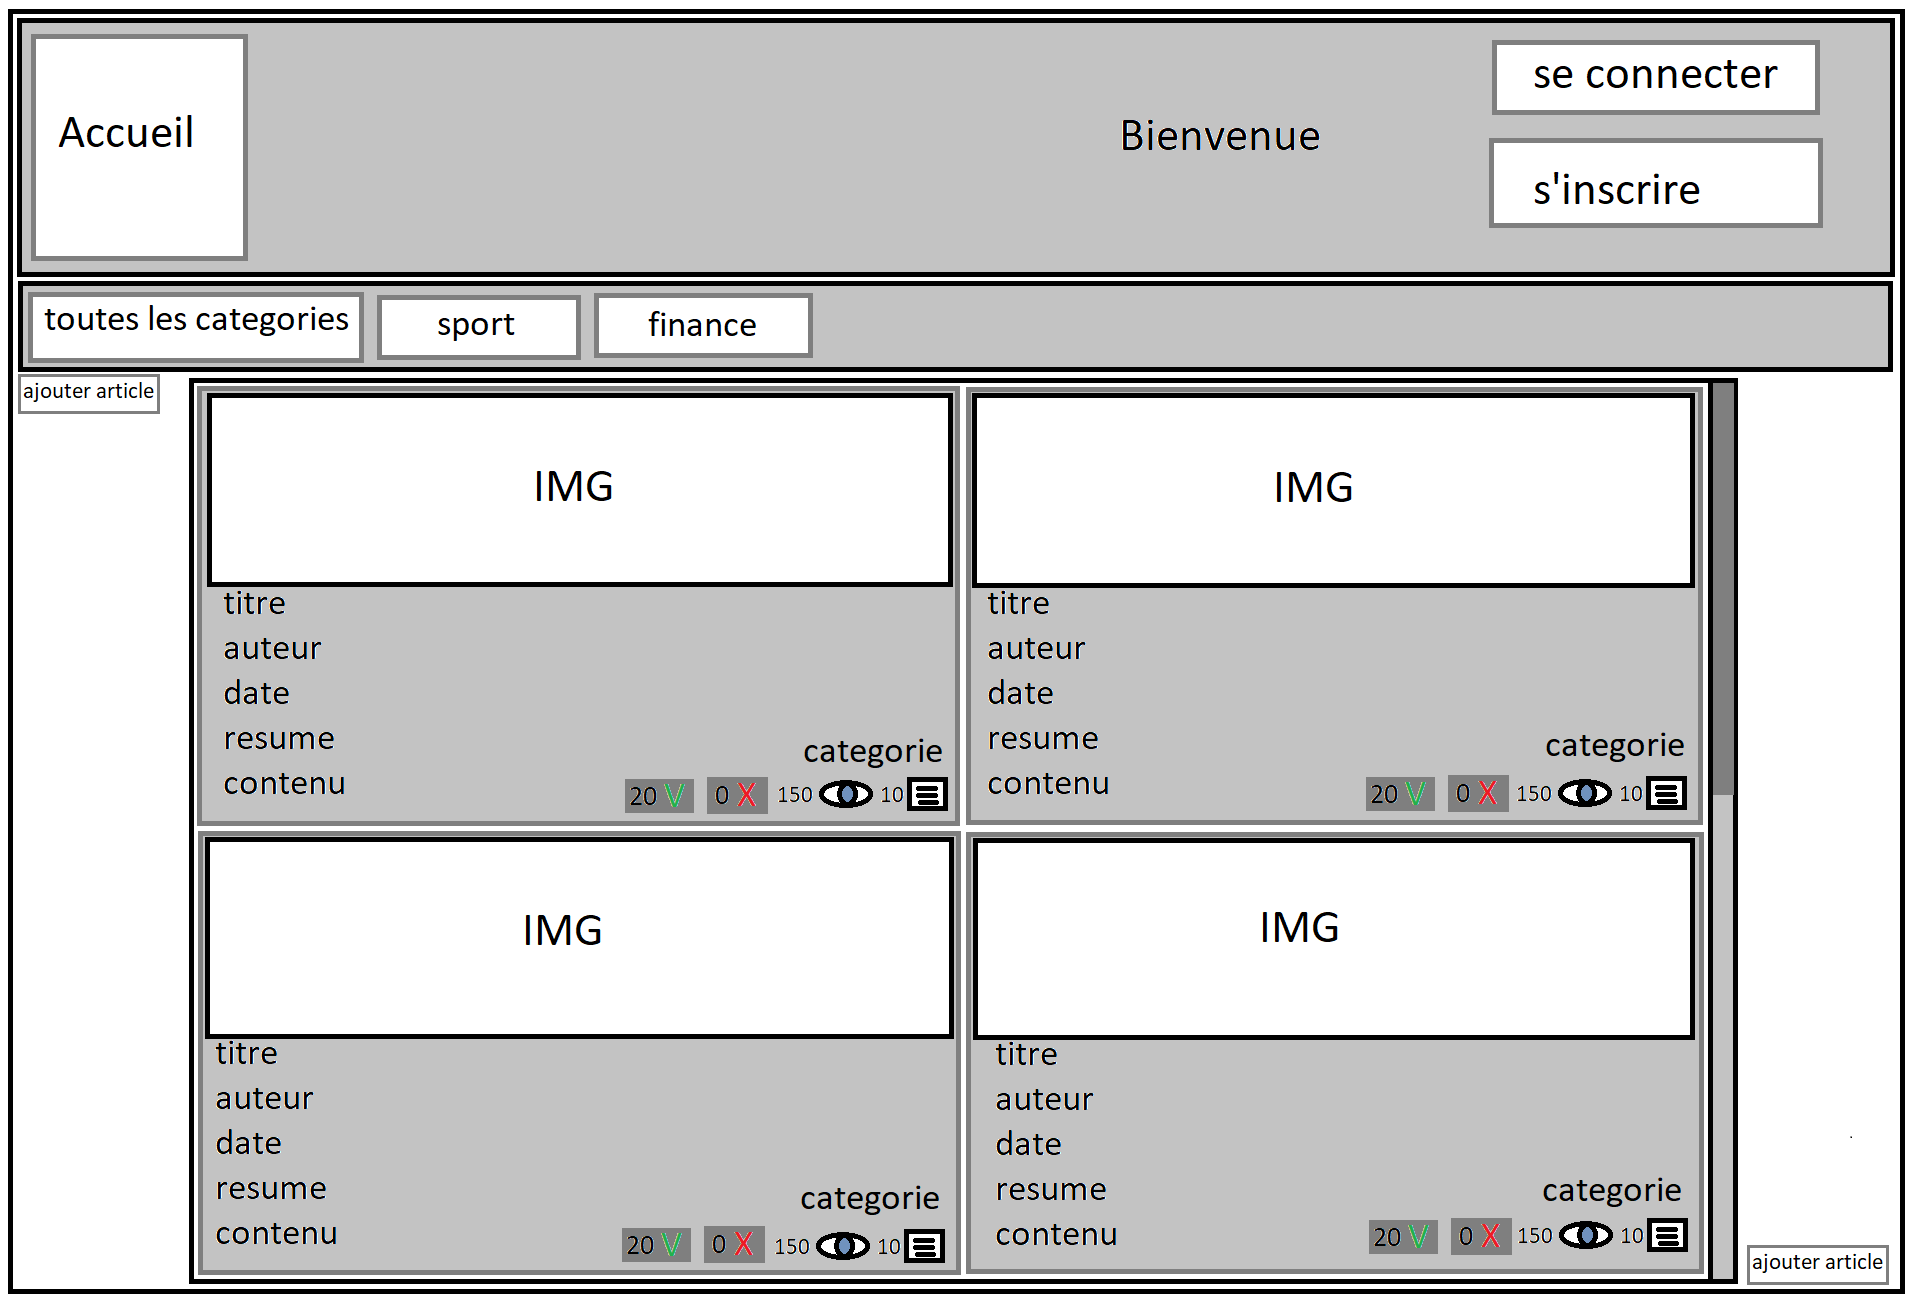 Accueil
Bienvenue
se connecter
s'inscrire
toutes les categories
sport
finance
ajouter article
IMG
titre
auteur
date
resume
contenu
categorie
20 V
0 X
150
10
IMG
titre
auteur
date
resume
contenu
categorie
20 V
0 X
150
10
IMG
titre
auteur
date
resume
contenu
categorie
20 V
0 X
150
10
IMG
titre
auteur
date
resume
contenu
categorie
20 V
0 X
150
10
ajouter article